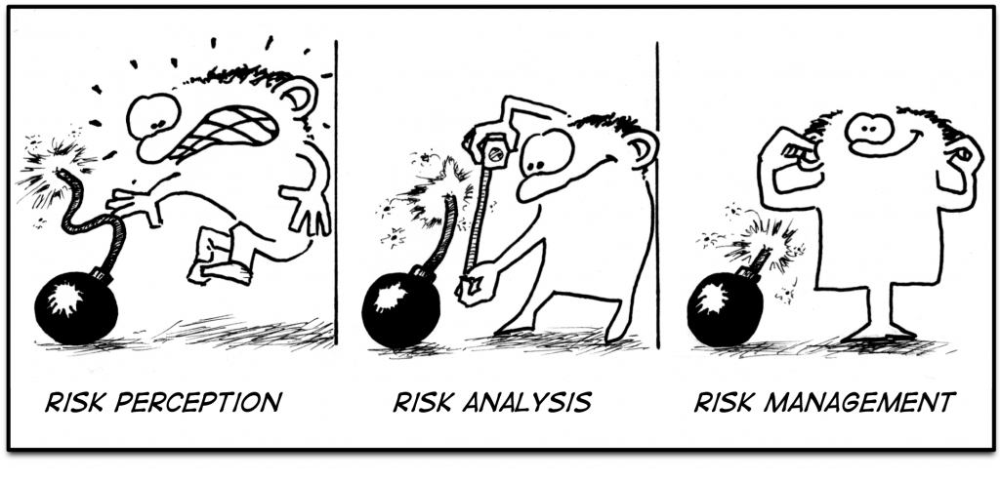 RISK PERCEPTION
RISK ANALYSIS
RISK MANAGEMENT